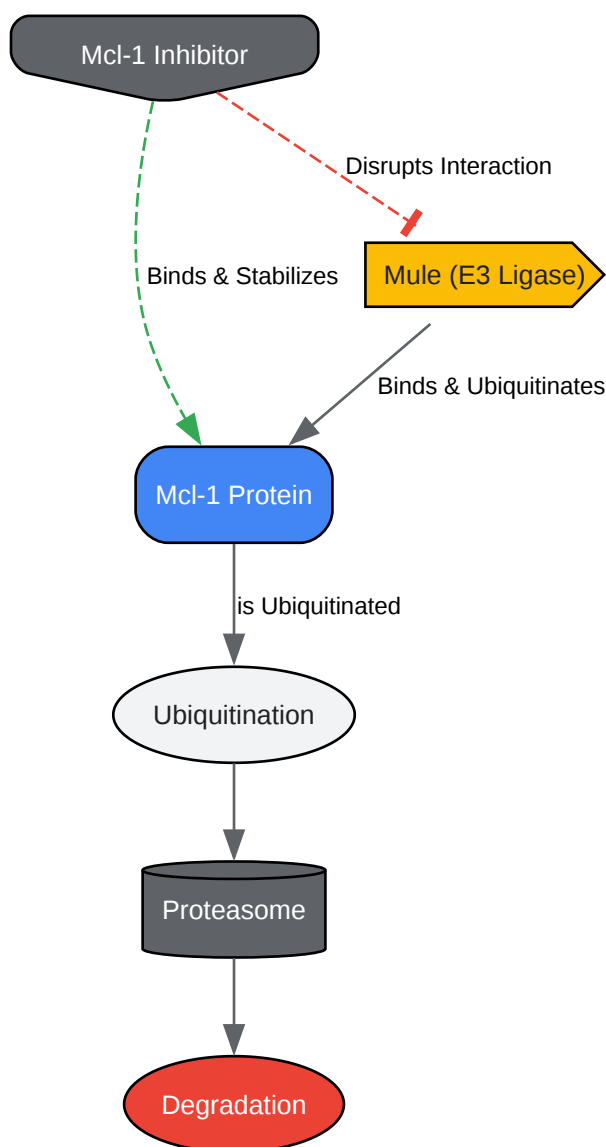 Mcl-1 Inhibitor
Disrupts Interaction
Binds & Stabilizes
Mule (E3 Ligase)
Binds & Ubiquitinates
Mcl-1 Protein
is Ubiquitinated
Ubiquitination
Proteasome
Degradation